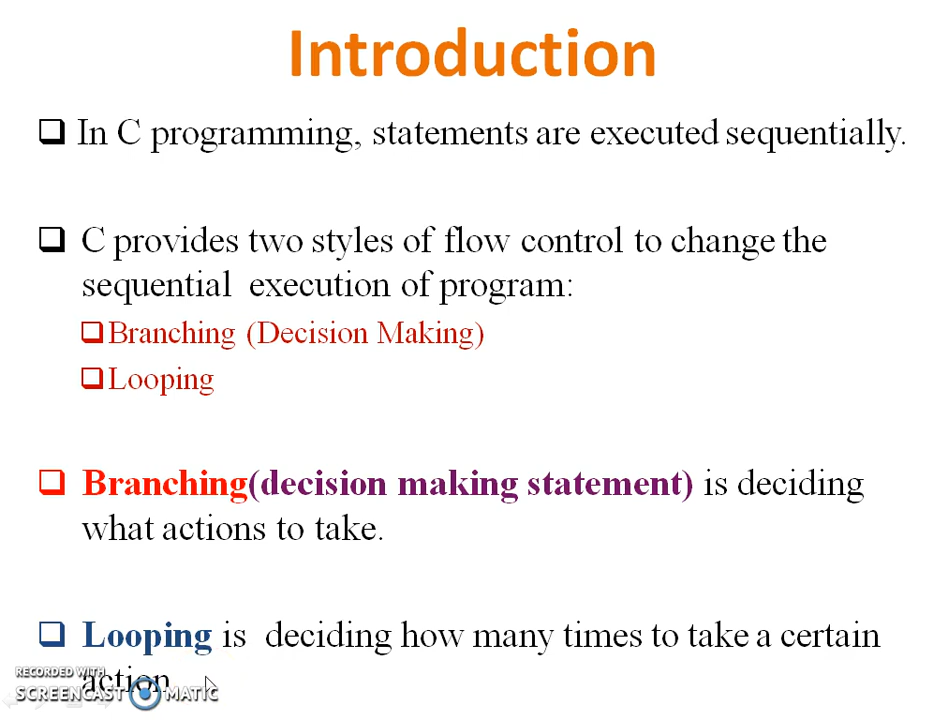 Introduction
In C programming, statements are executed sequentially.
C provides two styles of flow control to change the
sequential execution of program:
Branching (Decision Making)
Looping
Branching(decision making statement) is deciding
what actions to take.
Looping is deciding how many times to take a certain
action
RECORDED WITH
SCREENCAST MATIC